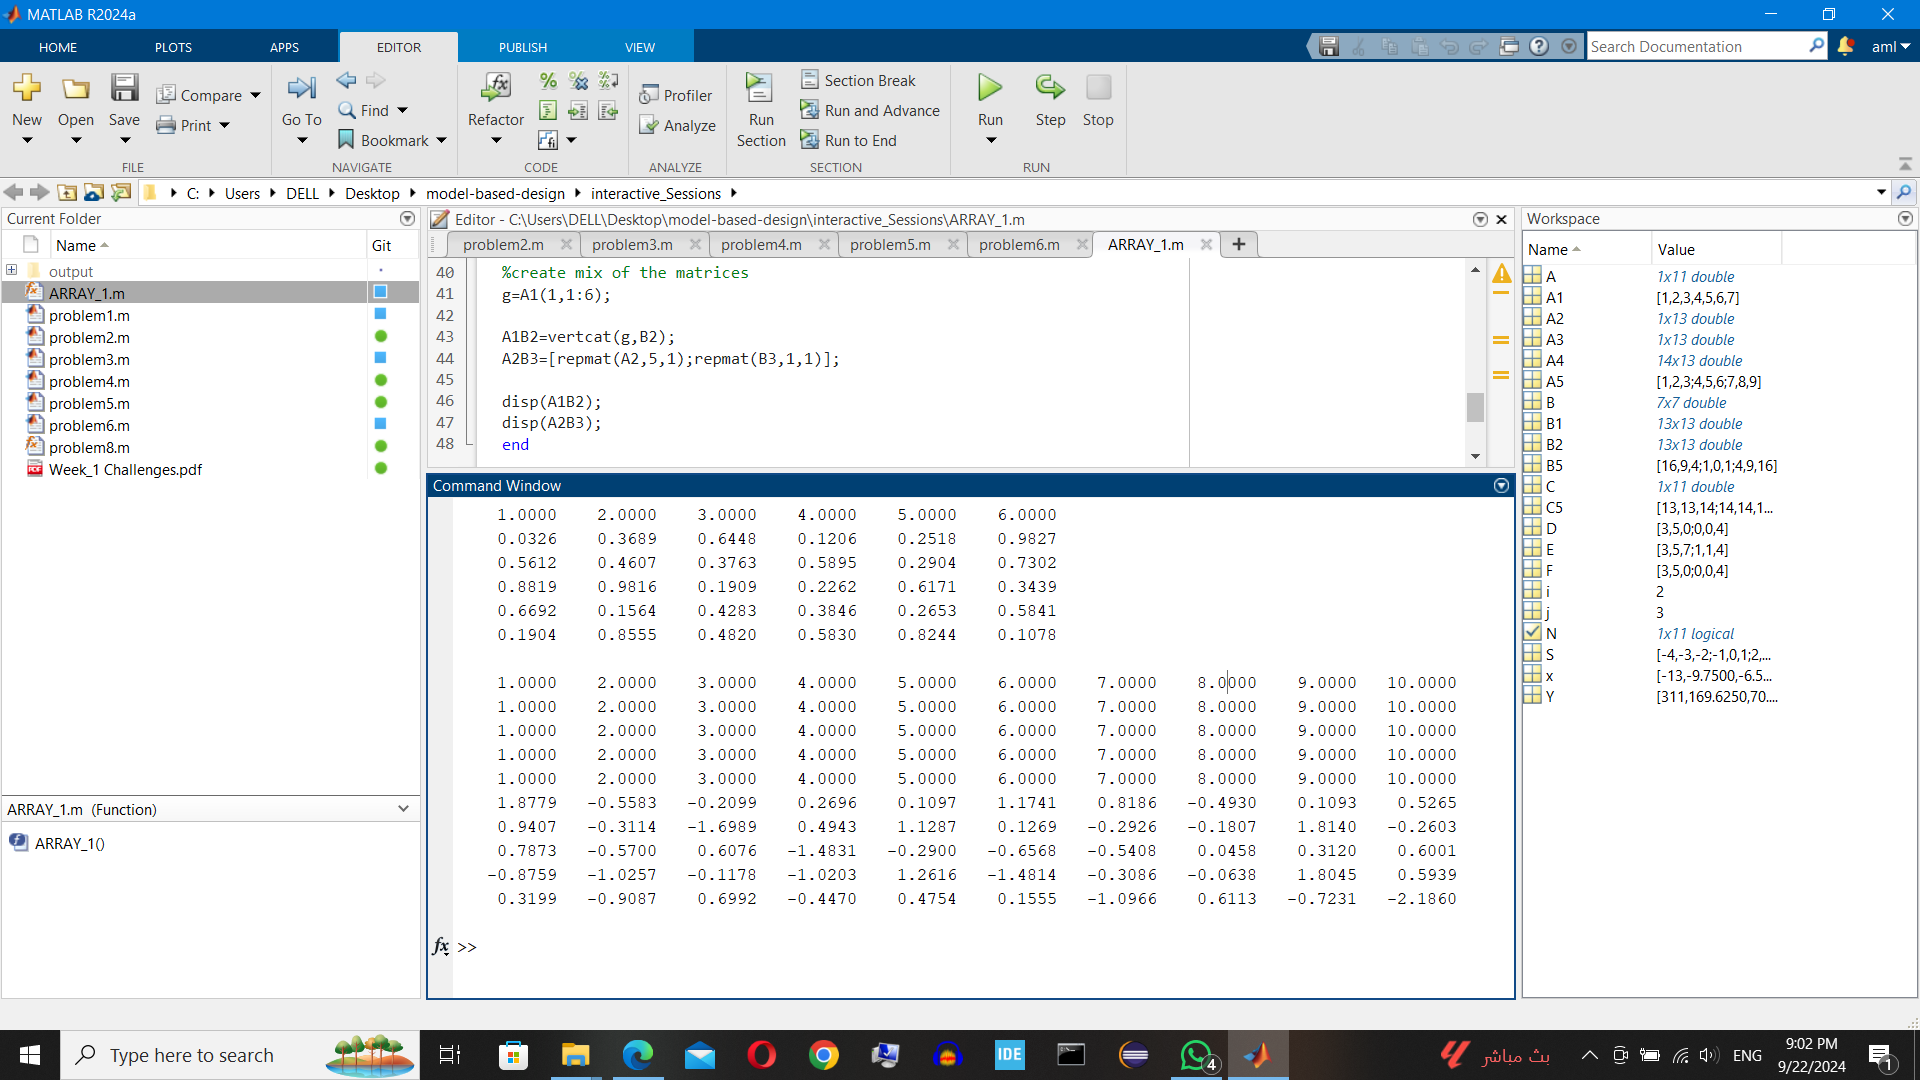 MATLAB R2024a
HOME PLOTS APPS EDITOR PUBLISH VIEW
Search Documentation
aml
New
Open
Save
Compare
Print
FILE
Go To
Find
Bookmark
NAVIGATE
Refactor
CODE
Profiler
Analyze
ANALYZE
Run Section
Section Break
Run and Advance
Run to End
SECTION
Run
Step
Stop
RUN
C: Users DELL Desktop model-based-design interactive_Sessions
Current Folder
Name Git
output
ARRAY_1.m
problem1.m
problem2.m
problem3.m
problem4.m
problem5.m
problem6.m
problem8.m
Week_1 Challenges.pdf
ARRAY_1.m (Function)
ARRAY_1()
Editor - C:\Users\DELL\Desktop\model-based-design\interactive_Sessions\ARRAY_1.m
problem2.m problem3.m problem4.m problem5.m problem6.m ARRAY_1.m
40 %create mix of the matrices
41 g=A1(1,1:6);
42
43 A1B2=vertcat(g,B2);
44 A2B3=[repmat(A2,5,1);repmat(B3,1,1)];
45
46 disp(A1B2);
47 disp(A2B3);
48 end
Command Window
1.0000 2.0000 3.0000 4.0000 5.0000 6.0000
0.0326 0.3689 0.6448 0.1206 0.2518 0.9827
0.5612 0.4607 0.3763 0.5895 0.2904 0.7302
0.8819 0.9816 0.1909 0.2262 0.6171 0.3439
0.6692 0.1564 0.4283 0.3846 0.2653 0.5841
0.1904 0.8555 0.4820 0.5830 0.8244 0.1078
1.0000 2.0000 3.0000 4.0000 5.0000 6.0000 7.0000 8.0000 9.0000 10.0000
1.0000 2.0000 3.0000 4.0000 5.0000 6.0000 7.0000 8.0000 9.0000 10.0000
1.0000 2.0000 3.0000 4.0000 5.0000 6.0000 7.0000 8.0000 9.0000 10.0000
1.0000 2.0000 3.0000 4.0000 5.0000 6.0000 7.0000 8.0000 9.0000 10.0000
1.0000 2.0000 3.0000 4.0000 5.0000 6.0000 7.0000 8.0000 9.0000 10.0000
1.8779 -0.5583 -0.2099 0.2696 0.1097 1.1741 0.8186 -0.4930 0.1093 0.5265
0.9407 -0.3114 -1.6989 0.4943 1.1287 0.1269 -0.2926 -0.1807 1.8140 -0.2603
0.7873 -0.5700 0.6076 -1.4831 -0.2900 -0.6568 -0.5408 0.0458 0.3120 0.6001
-0.8759 -1.0257 -0.1178 -1.0203 1.2616 -1.4814 -0.3086 -0.0638 1.8045 0.5939
0.3199 -0.9087 0.6992 -0.4470 0.4754 0.1555 -1.0966 0.6113 -0.7231 -2.1860
fx >>
Workspace
Name Value
A 1x11 double
A1 [1,2,3,4,5,6,7]
A2 1x13 double
A3 1x13 double
A4 14x13 double
A5 [1,2,3;4,5,6;7,8,9]
B 7x7 double
B1 13x13 double
B2 13x13 double
B5 [16,9,4;1,0,1;4,9,16]
C 1x11 double
C5 [13,13,14;14,14,1...
D [3,5,0;0,0,4]
E [3,5,7;1,1,4]
F [3,5,0;0,0,4]
i 2
j 3
N 1x11 logical
S [-4,-3,-2;-1,0,1;2,...
x [-13,-9.7500,-6.5...
Y [311,169.6250,70....
Type here to search
IDE
4
بث مباشر
ENG
9:02 PM
9/22/2024
1